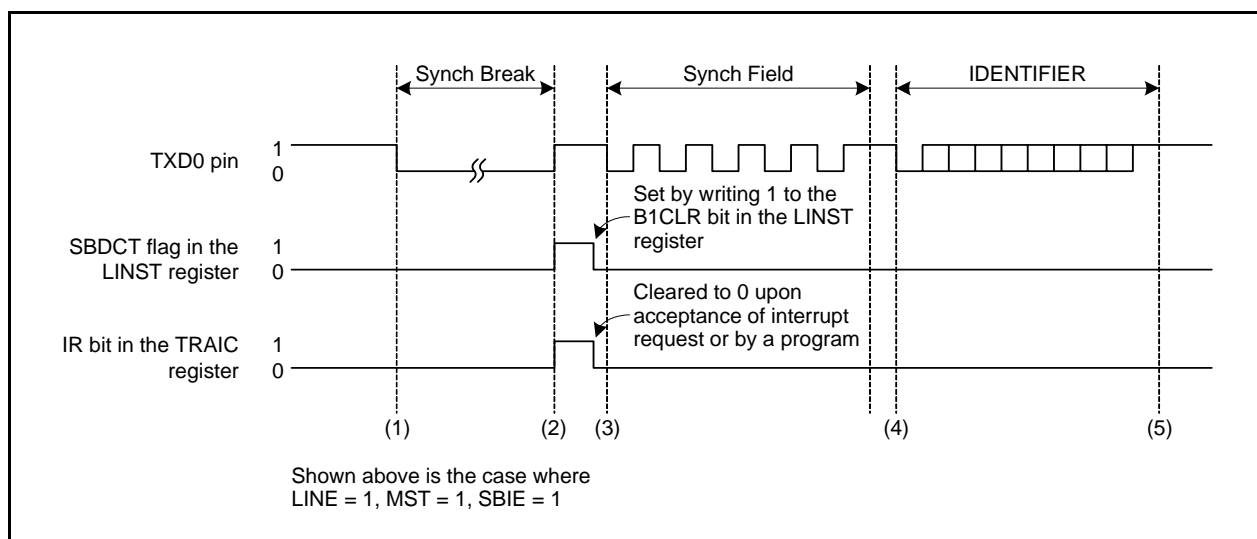 Synch Break
Synch Field
IDENTIFIER
TXD0 pin
1
0
Set by writing 1 to the
B1CLR bit in the LINST
register
SBDCT flag in the
LINST register
1
0
Cleared to 0 upon
acceptance of interrupt
request or by a program
IR bit in the TRAIC
register
1
0
(1)
(2)
(3)
(4)
(5)
Shown above is the case where
LINE = 1, MST = 1, SBIE = 1